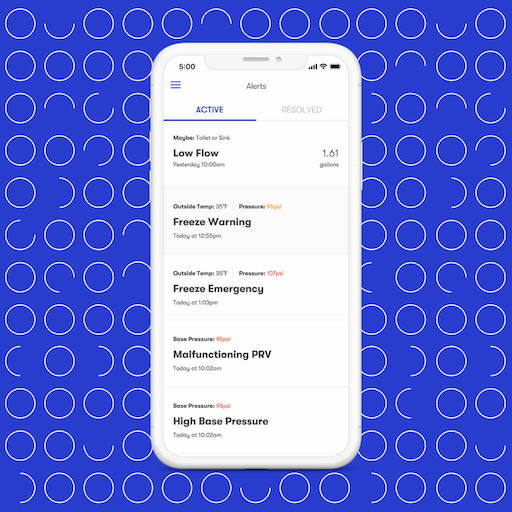 5:00
Alerts
ACTIVE RESOLVED
Maybe: Toilet or Sink
Low Flow 1.61
Yesterday 10:00am gallons
Outside Temp: 35°F Pressure: 95psi
Freeze Warning
Today at 12:55pm
Outside Temp: 35°F Pressure: 107psi
Freeze Emergency
Today at 1:03pm
Base Pressure: 95psi
Malfunctioning PRV
Today at 10:02am
Base Pressure: 95psi
High Base Pressure
Today at 10:02am